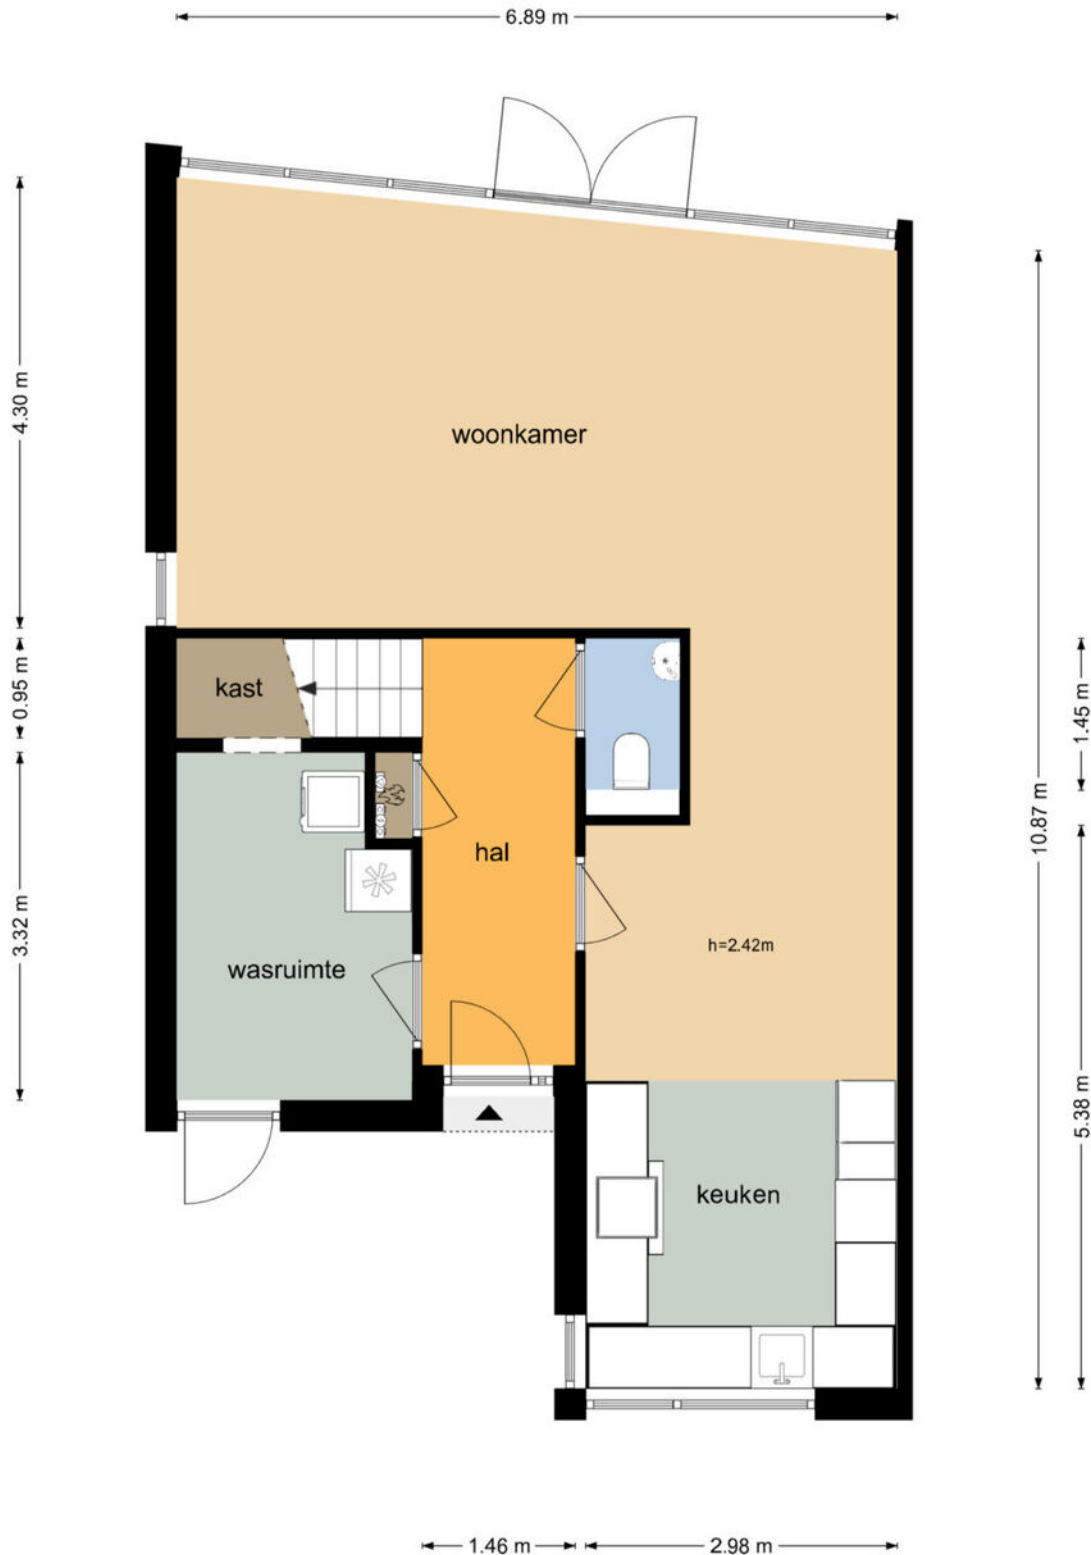 6.89 m
4.30 m
woonkamer
0.95 m
kast
1.45 m
10.87 m
hal
3.32 m
h=2.42m
wasruimte
5.38 m
keuken
1.46 m
2.98 m